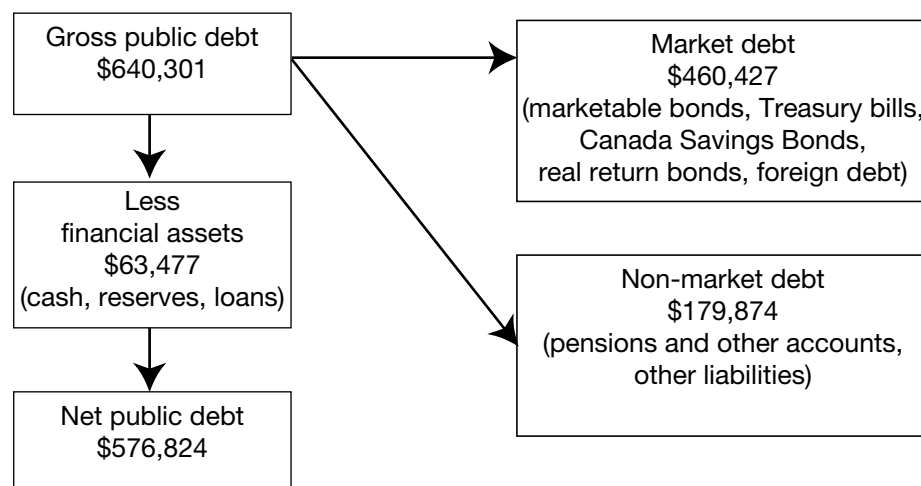 Gross public debt
$640,301
Less
financial assets
$63,477
(cash, reserves, loans)
Net public debt
$576,824
Market debt
$460,427
(marketable bonds, Treasury bills,
Canada Savings Bonds,
real return bonds, foreign debt)
Non-market debt
$179,874
(pensions and other accounts,
other liabilities)